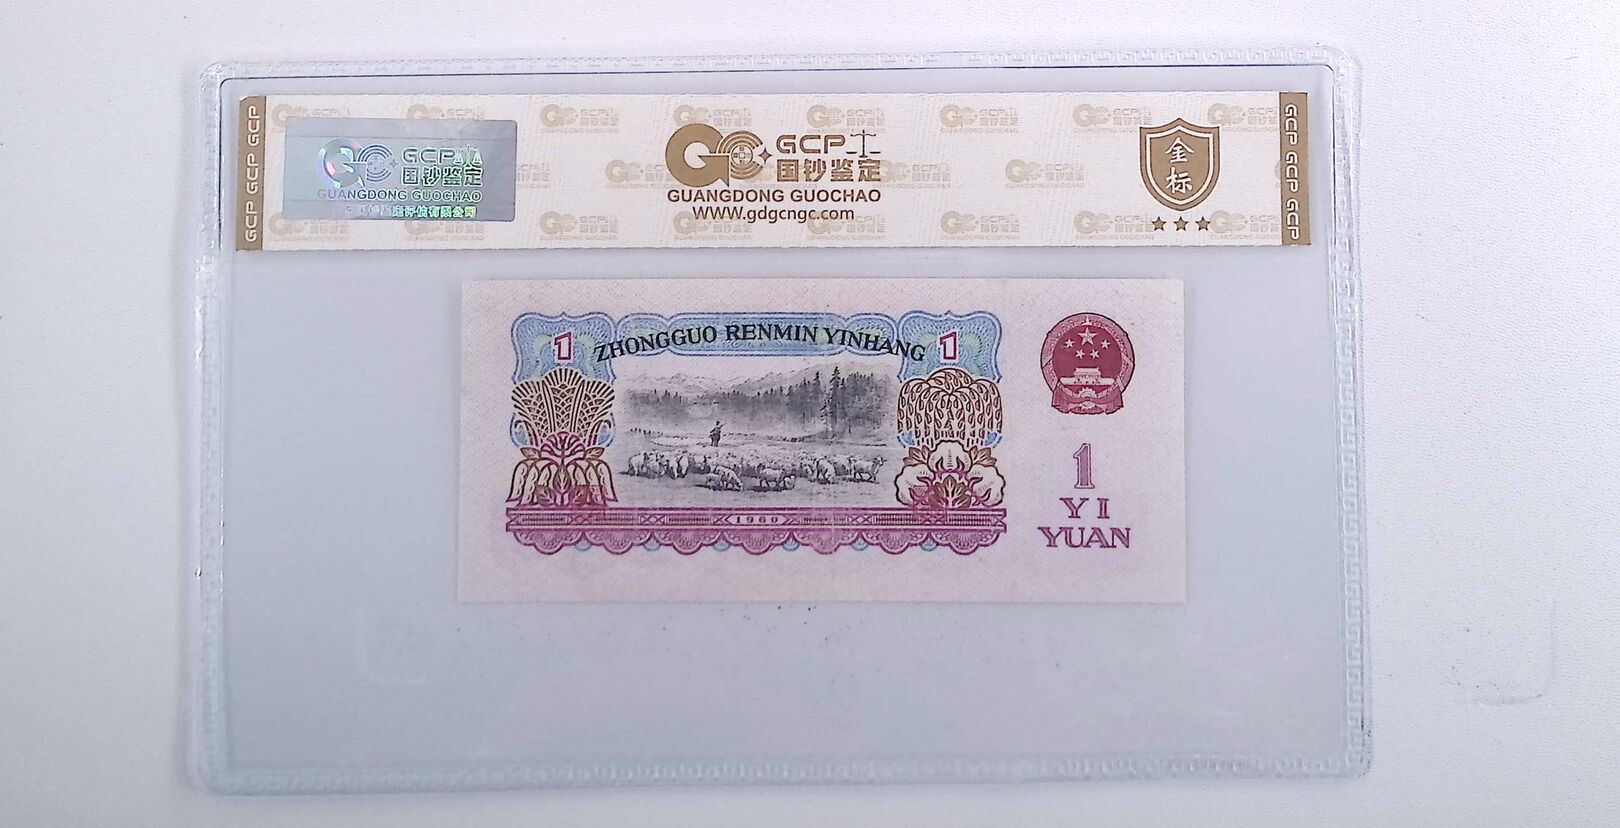 GCP GCP GCP
GCP
国钞鉴定
GUANGDONG GUOCHAO
GCP
国钞鉴定
GUANGDONG GUOCHAO
WWW.gdgcngc.com
金
标
GCP GCP GCP
1 ZHONGGUO RENMIN YINHANG 1
1960
1
YI
YUAN